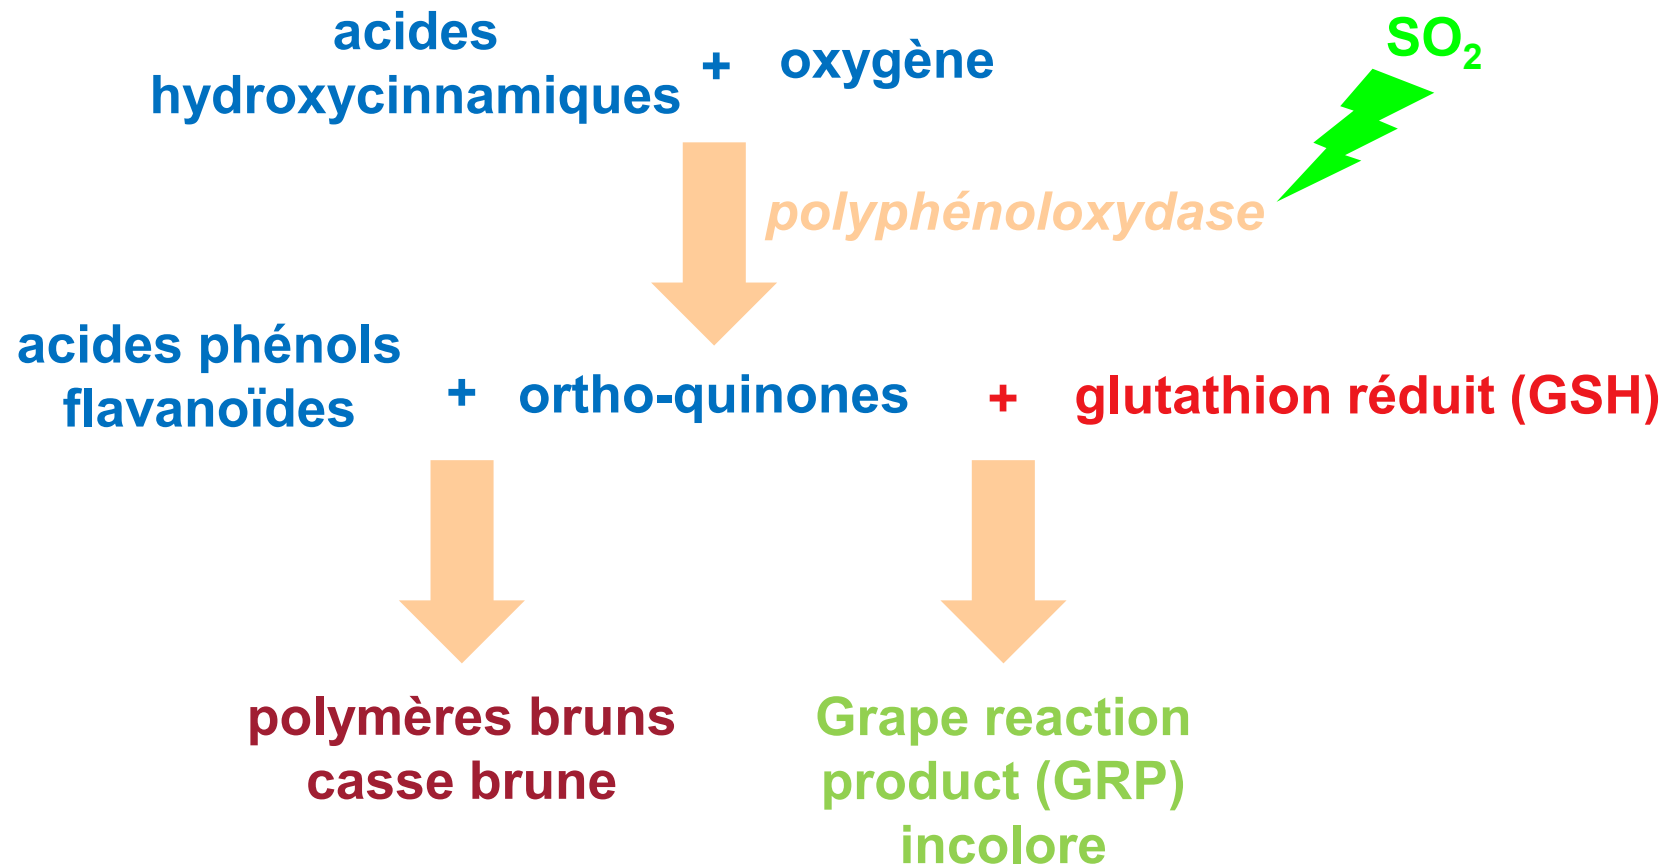 acides
hydroxycinnamiques
+
oxygène
SO₂
polyphénoloxydase
acides phénols
flavanoïdes
+
ortho-quinones
+
glutathion réduit (GSH)
polymères bruns
casse brune
Grape reaction
product (GRP)
incolore